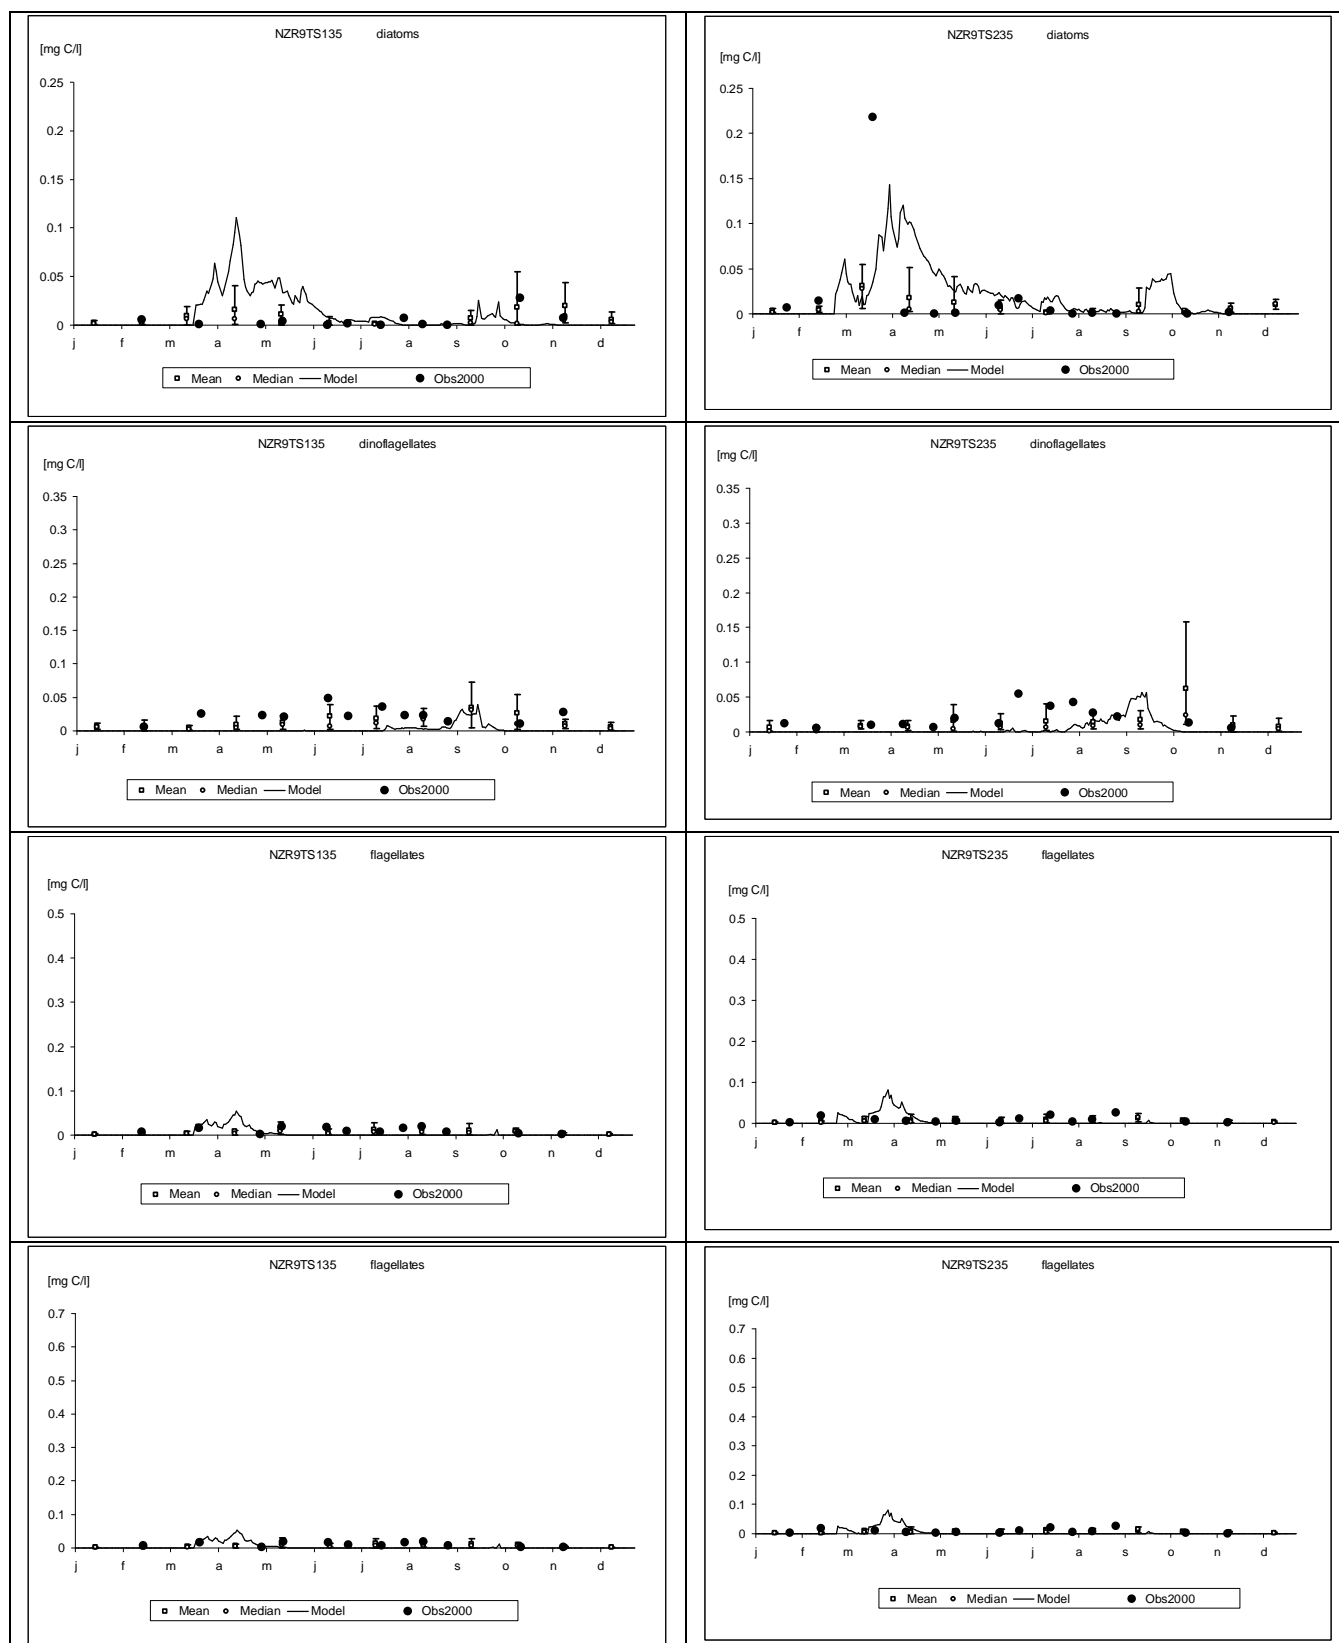 NZR9TS135 diatoms
[mg C/l]
0.25
0.2
0.15
0.1
0.05
0
j f m a m j j a s o n d
Mean Median Model Obs2000
NZR9TS235 diatoms
[mg C/l]
0.25
0.2
0.15
0.1
0.05
0
j f m a m j j a s o n d
Mean Median Model Obs2000
NZR9TS135 dinoflagellates
[mg C/l]
0.35
0.3
0.25
0.2
0.15
0.1
0.05
0
j f m a m j j a s o n d
Mean Median Model Obs2000
NZR9TS235 dinoflagellates
[mg C/l]
0.35
0.3
0.25
0.2
0.15
0.1
0.05
0
j f m a m j j a s o n d
Mean Median Model Obs2000
NZR9TS135 flagellates
[mg C/l]
0.5
0.4
0.3
0.2
0.1
0
j f m a m j j a s o n d
Mean Median Model Obs2000
NZR9TS235 flagellates
[mg C/l]
0.5
0.4
0.3
0.2
0.1
0
j f m a m j j a s o n d
Mean Median Model Obs2000
NZR9TS135 flagellates
[mg C/l]
0.7
0.6
0.5
0.4
0.3
0.2
0.1
0
j f m a m j j a s o n d
Mean Median Model Obs2000
NZR9TS235 flagellates
[mg C/l]
0.7
0.6
0.5
0.4
0.3
0.2
0.1
0
j f m a m j j a s o n d
Mean Median Model Obs2000